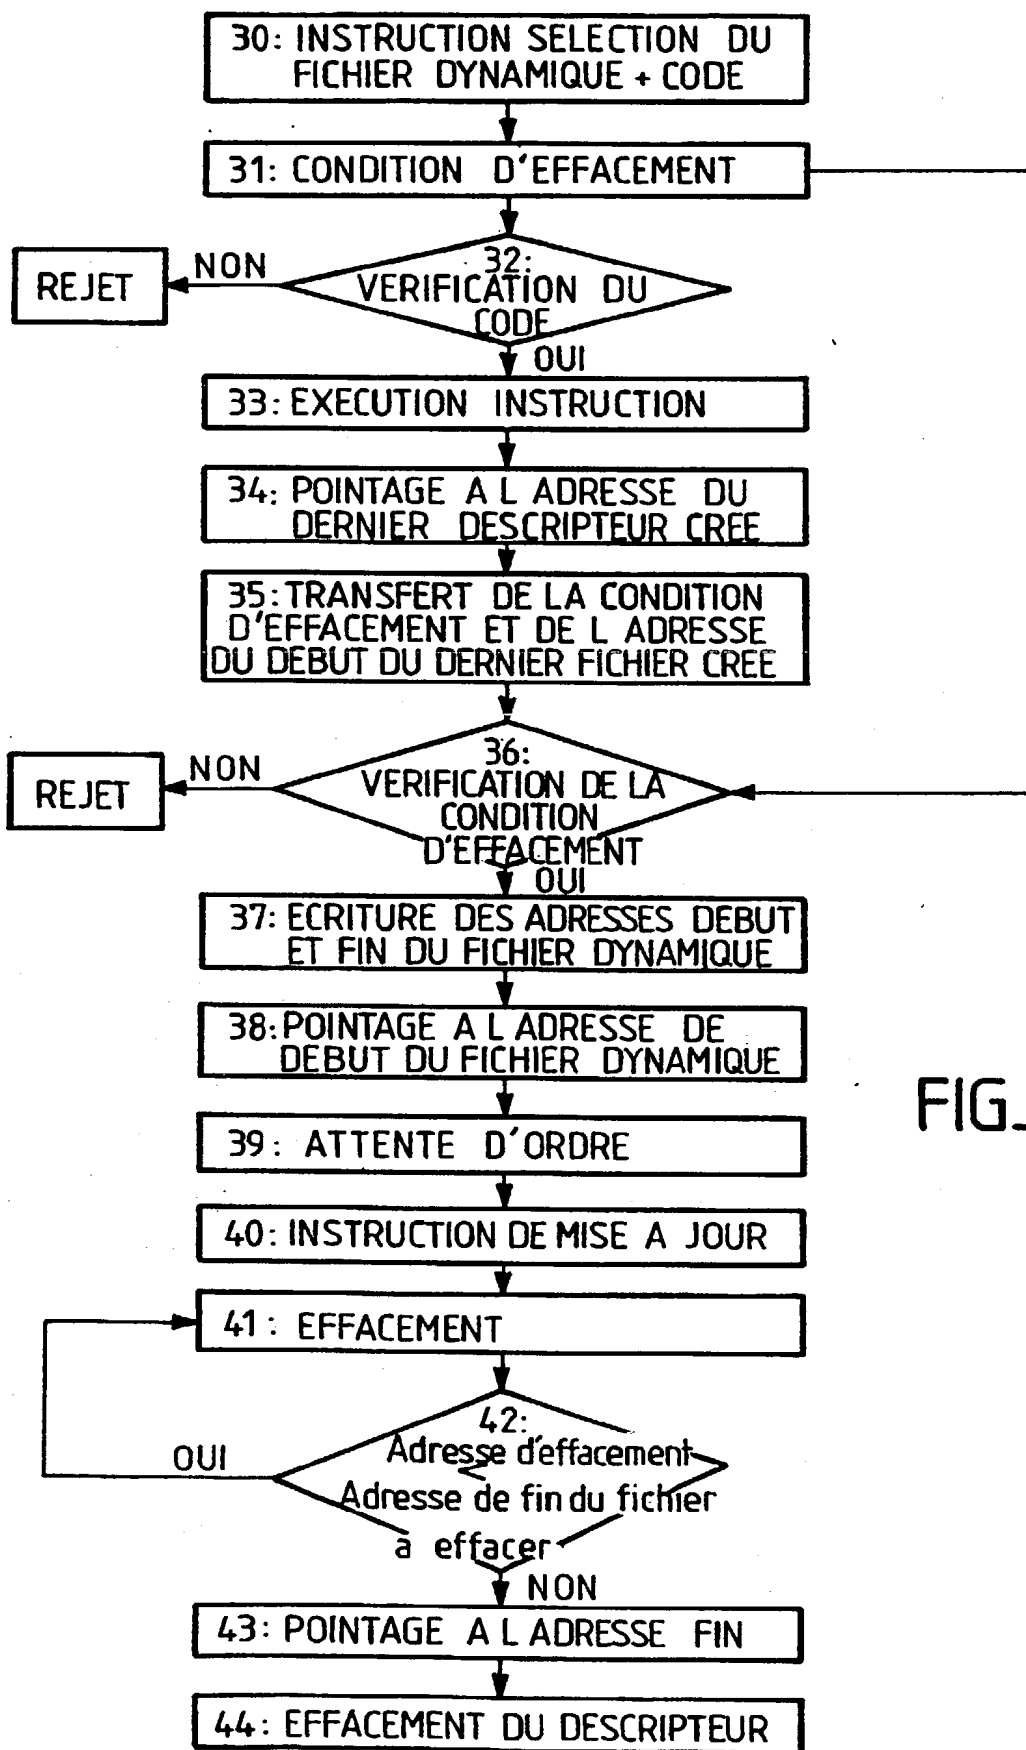 30: INSTRUCTION SELECTION DU
FICHIER DYNAMIQUE + CODE
31: CONDITION D'EFFACEMENT
32:
VERIFICATION DU
CODE
NON
REJET
OUI
33: EXECUTION INSTRUCTION
34: POINTAGE A L ADRESSE DU
DERNIER DESCRIPTEUR CREE
35: TRANSFERT DE LA CONDITION
D'EFFACEMENT ET DE L ADRESSE
DU DEBUT DU DERNIER FICHIER CREE
36:
VERIFICATION DE LA
CONDITION
D'EFFACEMENT
NON
REJET
OUI
37: ECRITURE DES ADRESSES DEBUT
ET FIN DU FICHIER DYNAMIQUE
38: POINTAGE A L ADRESSE DE
DEBUT DU FICHIER DYNAMIQUE
FIG_
39: ATTENTE D'ORDRE
40: INSTRUCTION DE MISE A JOUR
41: EFFACEMENT
42:
Adresse d'effacement
<
Adresse de fin du fichier
a effacer
OUI
NON
43: POINTAGE A L ADRESSE FIN
44: EFFACEMENT DU DESCRIPTEUR